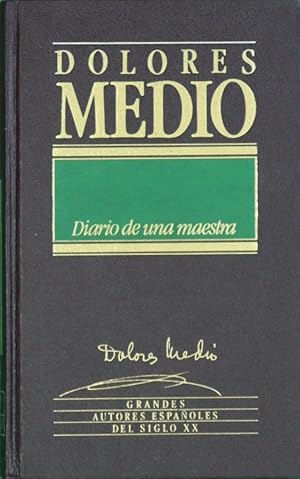 DOLORES
MEDIO
Diario de una maestra
Dolores Medio
GRANDES
AUTORES ESPAÑOLES
DEL SIGLO XX